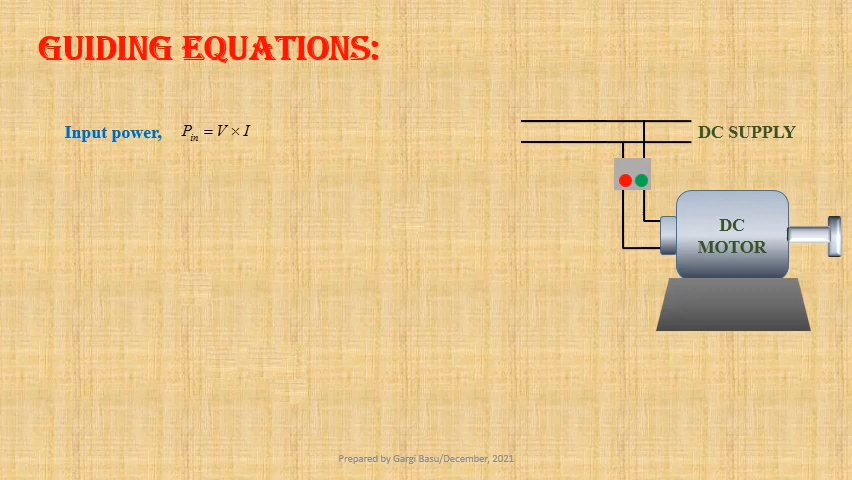 GUIDING EQUATIONS:
Input power, P_in = V × I
DC SUPPLY
DC
MOTOR
Prepared by Gargi Basu/December, 2021.